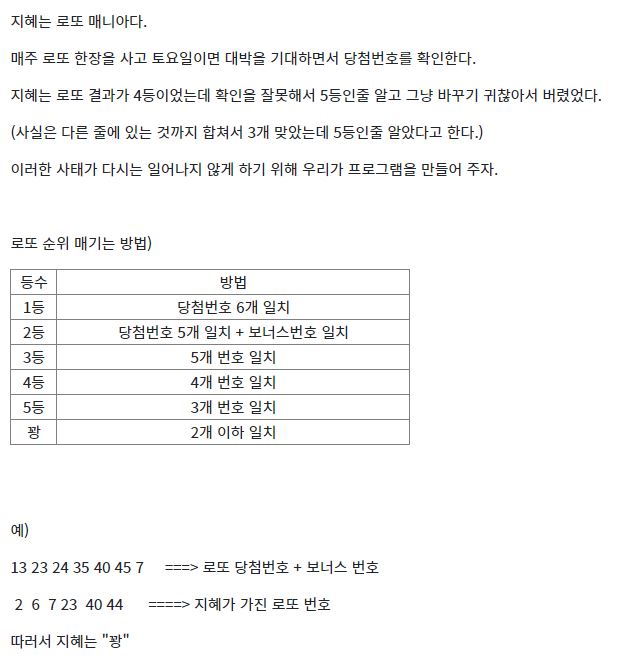 지혜는 로또 매니아다.
매주 로또 한장을 사고 토요일이면 대박을 기대하면서 당첨번호를 확인한다.
지혜는 로또 결과가 4등이었는데 확인을 잘못해서 5등인줄 알고 그냥 바꾸기 귀찮아서 버렸었다.
(사실은 다른 줄에 있는 것까지 합쳐서 3개 맞았는데 5등인줄 알았다고 한다.)
이러한 사태가 다시는 일어나지 않게 하기 위해 우리가 프로그램을 만들어 주자.
로또 순위 매기는 방법)
등수 방법
1등 당첨번호 6개 일치
2등 당첨번호 5개 일치 + 보너스번호 일치
3등 5개 번호 일치
4등 4개 번호 일치
5등 3개 번호 일치
꽝 2개 이하 일치
예)
13 23 24 35 40 45 7 ===> 로또 당첨번호 + 보너스 번호
2 6 7 23 40 44 ====> 지혜가 가진 로또 번호
따러서 지혜는 "꽝"